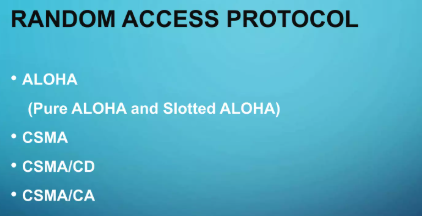 RANDOM ACCESS PROTOCOL
• ALOHA
(Pure ALOHA and Slotted ALOHA)
• CSMA
• CSMA/CD
• CSMA/CA